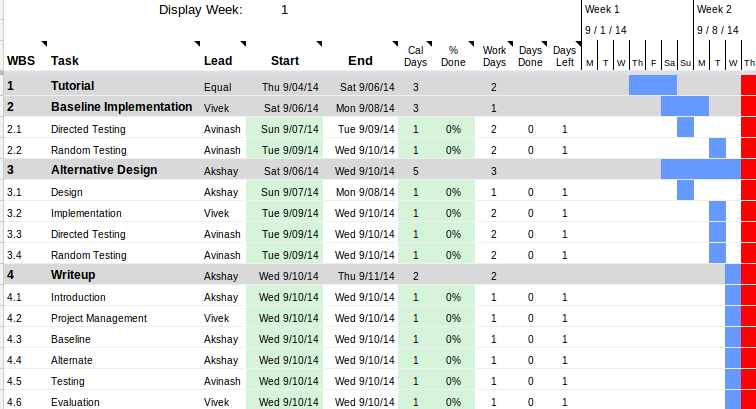 Display Week: 1 Week 1 Week 2
9 / 1 / 14 9 / 8 / 14
WBS Task Lead Start End Cal Days % Done Work Days Days Done Days Left M T W Th F Sa Su M T W Th
1 Tutorial Equal Thu 9/04/14 Sat 9/06/14 3 2
2 Baseline Implementation Vivek Sat 9/06/14 Mon 9/08/14 3 1
2.1 Directed Testing Avinash Sun 9/07/14 Tue 9/09/14 1 0% 2 0 1
2.2 Random Testing Avinash Tue 9/09/14 Wed 9/10/14 1 0% 2 0 1
3 Alternative Design Akshay Sat 9/06/14 Wed 9/10/14 5 3
3.1 Design Akshay Sun 9/07/14 Mon 9/08/14 1 0% 1 0 1
3.2 Implementation Vivek Tue 9/09/14 Wed 9/10/14 1 0% 2 0 1
3.3 Directed Testing Avinash Tue 9/09/14 Wed 9/10/14 1 0% 2 0 1
3.4 Random Testing Avinash Tue 9/09/14 Wed 9/10/14 1 0% 2 0 1
4 Writeup Akshay Wed 9/10/14 Thu 9/11/14 2 2
4.1 Introduction Akshay Wed 9/10/14 Wed 9/10/14 1 0% 1 0 1
4.2 Project Management Vivek Wed 9/10/14 Wed 9/10/14 1 0% 1 0 1
4.3 Baseline Akshay Wed 9/10/14 Wed 9/10/14 1 0% 1 0 1
4.4 Alternate Akshay Wed 9/10/14 Wed 9/10/14 1 0% 1 0 1
4.5 Testing Avinash Wed 9/10/14 Wed 9/10/14 1 0% 1 0 1
4.6 Evaluation Vivek Wed 9/10/14 Wed 9/10/14 1 0% 1 0 1